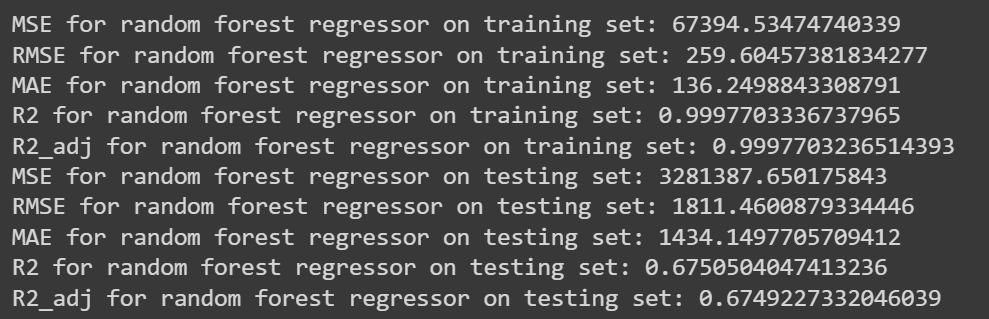 MSE for random forest regressor on training set: 67394.53474740339
RMSE for random forest regressor on training set: 259.60457381834277
MAE for random forest regressor on training set: 136.2498843308791
R2 for random forest regressor on training set: 0.9997703336737965
R2_adj for random forest regressor on training set: 0.9997703236514393
MSE for random forest regressor on testing set: 3281387.650175843
RMSE for random forest regressor on testing set: 1811.4600879334446
MAE for random forest regressor on testing set: 1434.1497705709412
R2 for random forest regressor on testing set: 0.6750504047413236
R2_adj for random forest regressor on testing set: 0.6749227332046039